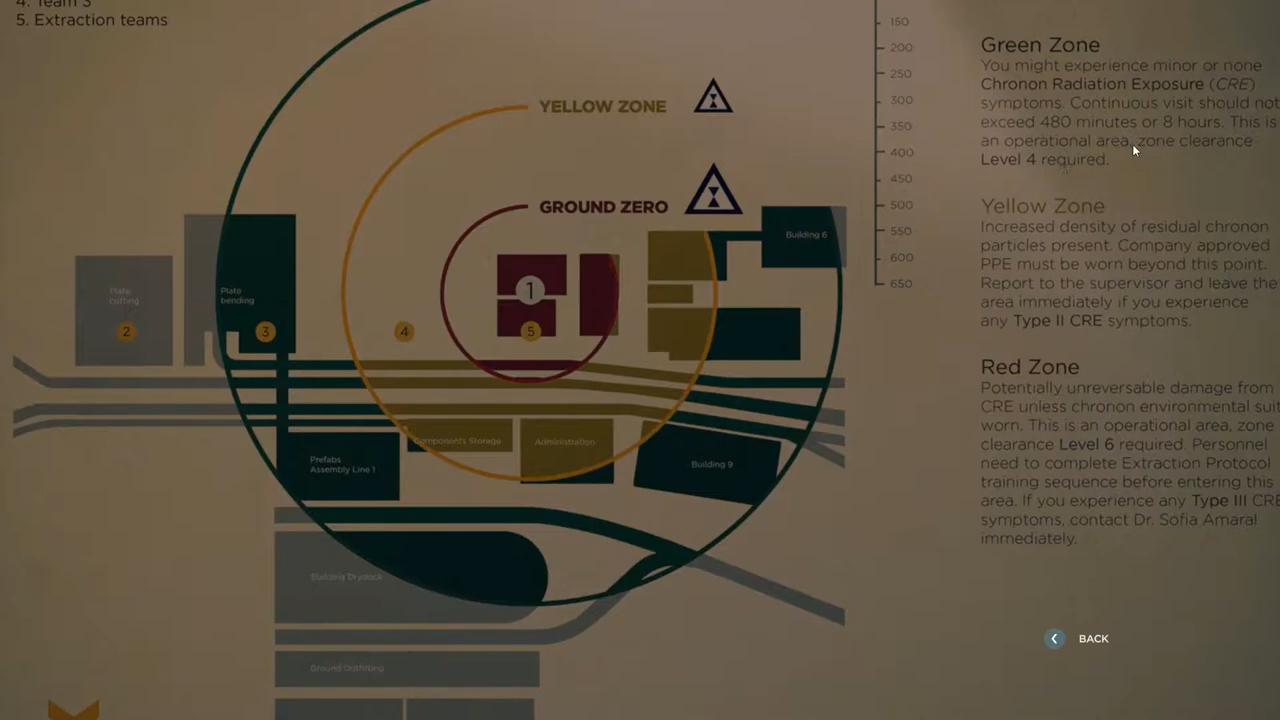 4. Team 3
5. Extraction teams
YELLOW ZONE
GROUND ZERO
150
200
250
300
350
400
450
500
550
600
650
Building 6
Plate
cutting
Plate
bending
1
2
3
4
5
Components Storage
Administration
Prefabs
Assembly Line 1
Building 9
Building Drydock
Ground Outfitting
Green Zone
You might experience minor or none
Chronon Radiation Exposure (CRE)
symptoms. Continuous visit should not
exceed 480 minutes or 8 hours. This is
an operational area, zone clearance
Level 4 required.
Yellow Zone
Increased density of residual chronon
particles present. Company approved
PPE must be worn beyond this point.
Report to the supervisor and leave the
area immediately if you experience
any Type II CRE symptoms.
Red Zone
Potentially unreversable damage from
CRE unless chronon environmental suit
worn. This is an operational area, zone
clearance Level 6 required. Personnel
need to complete Extraction Protocol
training sequence before entering this
area. If you experience any Type III CRE
symptoms, contact Dr. Sofia Amaral
immediately.
BACK